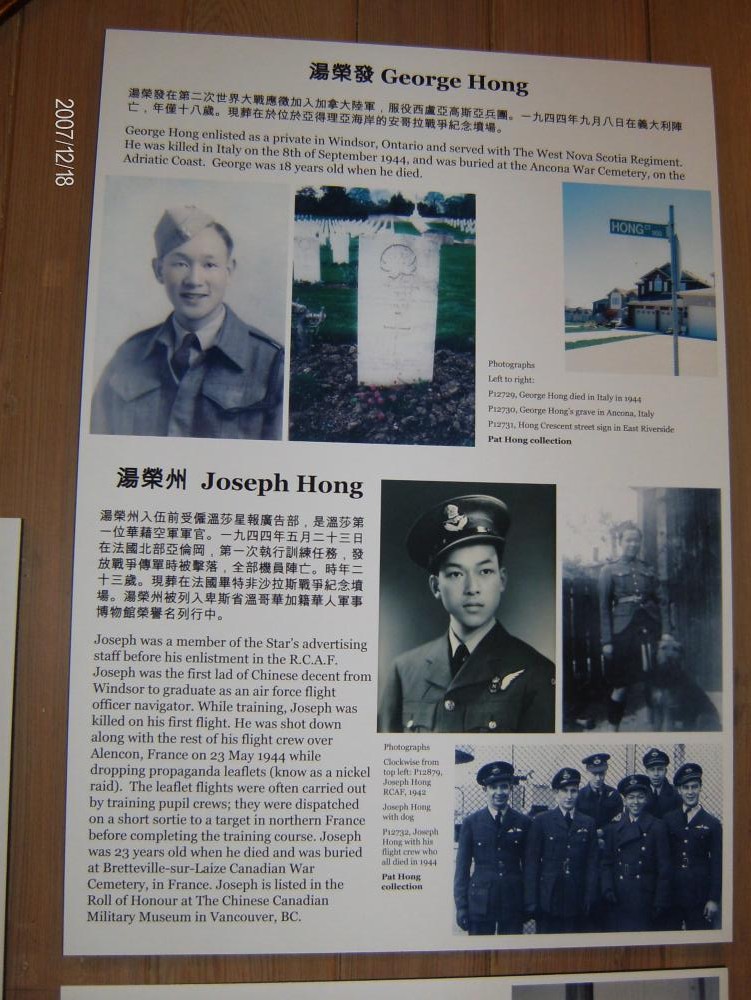 湯榮發 George Hong
湯榮發在第二次世界大戰應徵加入加拿大陸軍，服役西盧亞高斯亞兵團。一九四四年九月八日在義大利陣
亡，年僅十八歲。現葬在於位於亞得理亞海岸的安哥拉戰爭紀念墳場。
George Hong enlisted as a private in Windsor, Ontario and served with The West Nova Scotia Regiment.
He was killed in Italy on the 8th of September 1944, and was buried at the Ancona War Cemetery, on the
Adriatic Coast. George was 18 years old when he died.
2007/12/18
HONG CT
Photographs
Left to right:
P12729, George Hong died in Italy in 1944
P12730, George Hong's grave in Ancona, Italy
P12731, Hong Crescent street sign in East Riverside
Pat Hong collection
湯榮州 Joseph Hong
湯榮州入伍前受僱溫莎星報廣告部，是溫莎第
一位華藉空軍軍官。一九四四年五月二十三日
在法國北部亞倫岡，第一次執行訓練任務，發
放戰爭傳單時被擊落，全部機員陣亡。時年二
十三歲。現葬在法國畢特非沙拉斯戰爭紀念墳
場。湯榮州被列入卑斯省溫哥華加籍華人軍事
博物館榮譽名列行中。
Joseph was a member of the Star's advertising
staff before his enlistment in the R.C.A.F.
Joseph was the first lad of Chinese decent from
Windsor to graduate as an air force flight
officer navigator. While training, Joseph was
killed on his first flight. He was shot down
along with the rest of his flight crew over
Alencon, France on 23 May 1944 while
dropping propaganda leaflets (know as a nickel
raid). The leaflet flights were often carried out
by training pupil crews; they were dispatched
on a short sortie to a target in northern France
before completing the training course. Joseph
was 23 years old when he died and was buried
at Bretteville-sur-Laize Canadian War
Cemetery, in France. Joseph is listed in the
Roll of Honour at The Chinese Canadian
Military Museum in Vancouver, BC.
Photographs
Clockwise from
top left: P12879,
Joseph Hong
RCAF, 1942
Joseph Hong
with dog
P12732, Joseph
Hong with his
flight crew who
all died in 1944
Pat Hong
collection